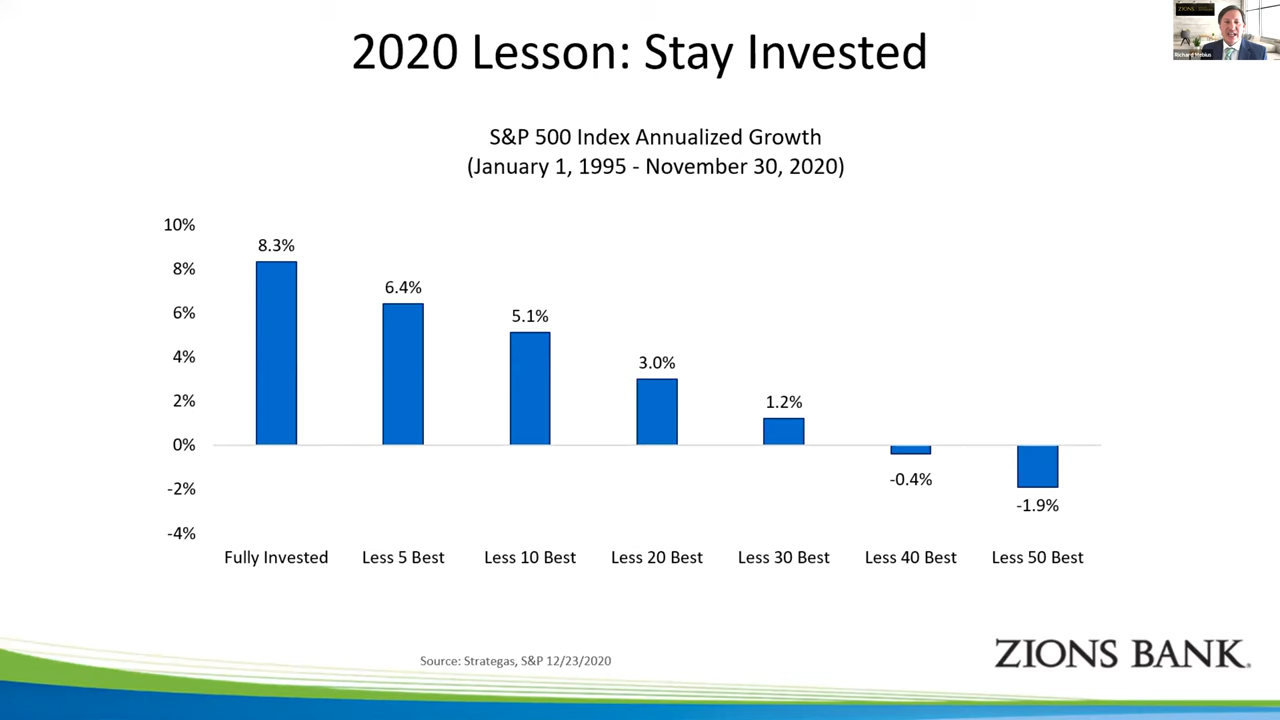 2020 Lesson: Stay Invested
ZIONS
Richard Mebius
S&P 500 Index Annualized Growth
(January 1, 1995 - November 30, 2020)
10%
8%
6%
4%
2%
0%
-2%
-4%
8.3%
6.4%
5.1%
3.0%
1.2%
-0.4%
-1.9%
Fully Invested
Less 5 Best
Less 10 Best
Less 20 Best
Less 30 Best
Less 40 Best
Less 50 Best
Source: Strategas, S&P 12/23/2020
ZIONS BANK®